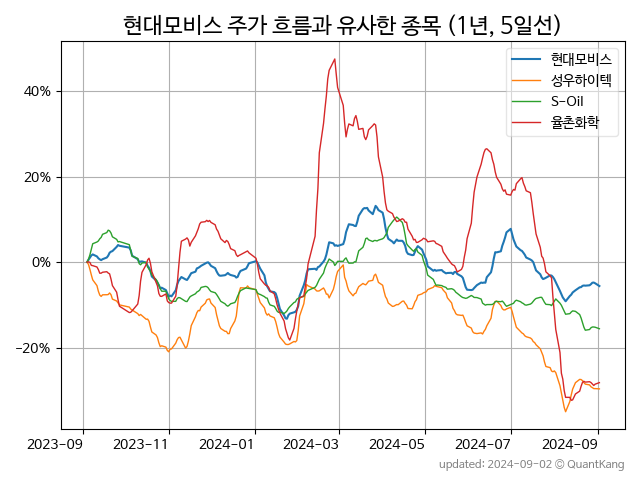 현대모비스 주가 흐름과 유사한 종목 (1년, 5일선)
현대모비스
성우하이텍
S-Oil
율촌화학
40%
20%
0%
−20%
2023-09 2023-11 2024-01 2024-03 2024-05 2024-07 2024-09
updated: 2024-09-02 © QuantKang